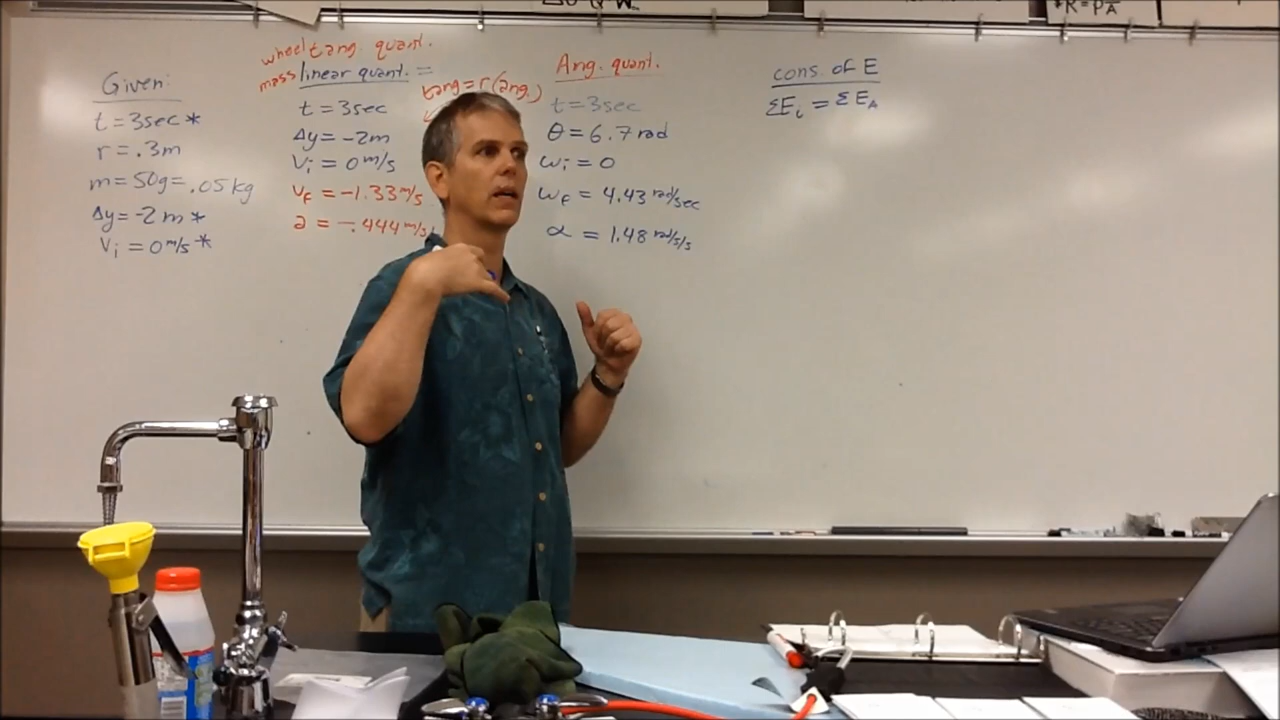 *R = ρA
Given:
t = 3sec *
r = .3m
m = 50g = .05kg
Δy = -2m *
Vi = 0 m/s *
wheel tang. quant.
mass linear quant. =
tang = r(ang.)
t = 3sec
Δy = -2m
Vi = 0 m/s
Vf = -1.33 m/s
a = -.444 m/s/
Ang. quant.
t = 3sec
θ = 6.7 rad
ωi = 0
ωf = 4.43 rad/sec
α = 1.48 rad/s/s
cons. of E
ΣEi = ΣEA